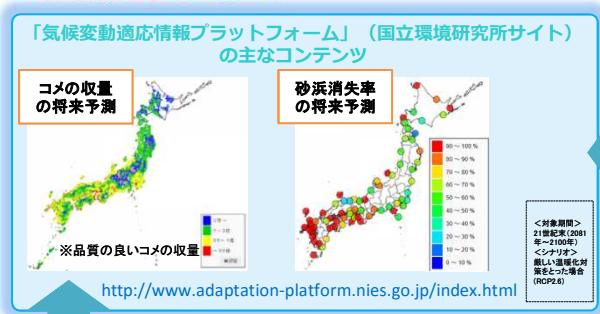 「気候変動適応情報プラットフォーム」（国立環境研究所サイト）
の主なコンテンツ
コメの収量
の将来予測
砂浜消失率
の将来予測
90 ～ 100 %
80 ～ 90 %
70 ～ 80 %
60 ～ 70 %
50 ～ 60 %
40 ～ 50 %
30 ～ 40 %
20 ～ 30 %
10 ～ 20 %
0 ～ 10 %
※品質の良いコメの収量
＜対象期間＞
21世紀末（2081
年～2100年）
＜シナリオ＞
厳しい温暖化対
策をとった場合
（RCP2.6）
http://www.adaptation-platform.nies.go.jp/index.html